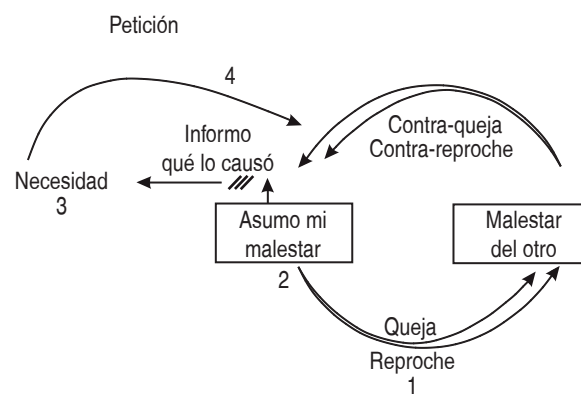 Petición
4
Informo
qué lo causó
Contra-queja
Contra-reproche
Necesidad
3
Asumo mi
malestar
Malestar
del otro
2
Queja
Reproche
1